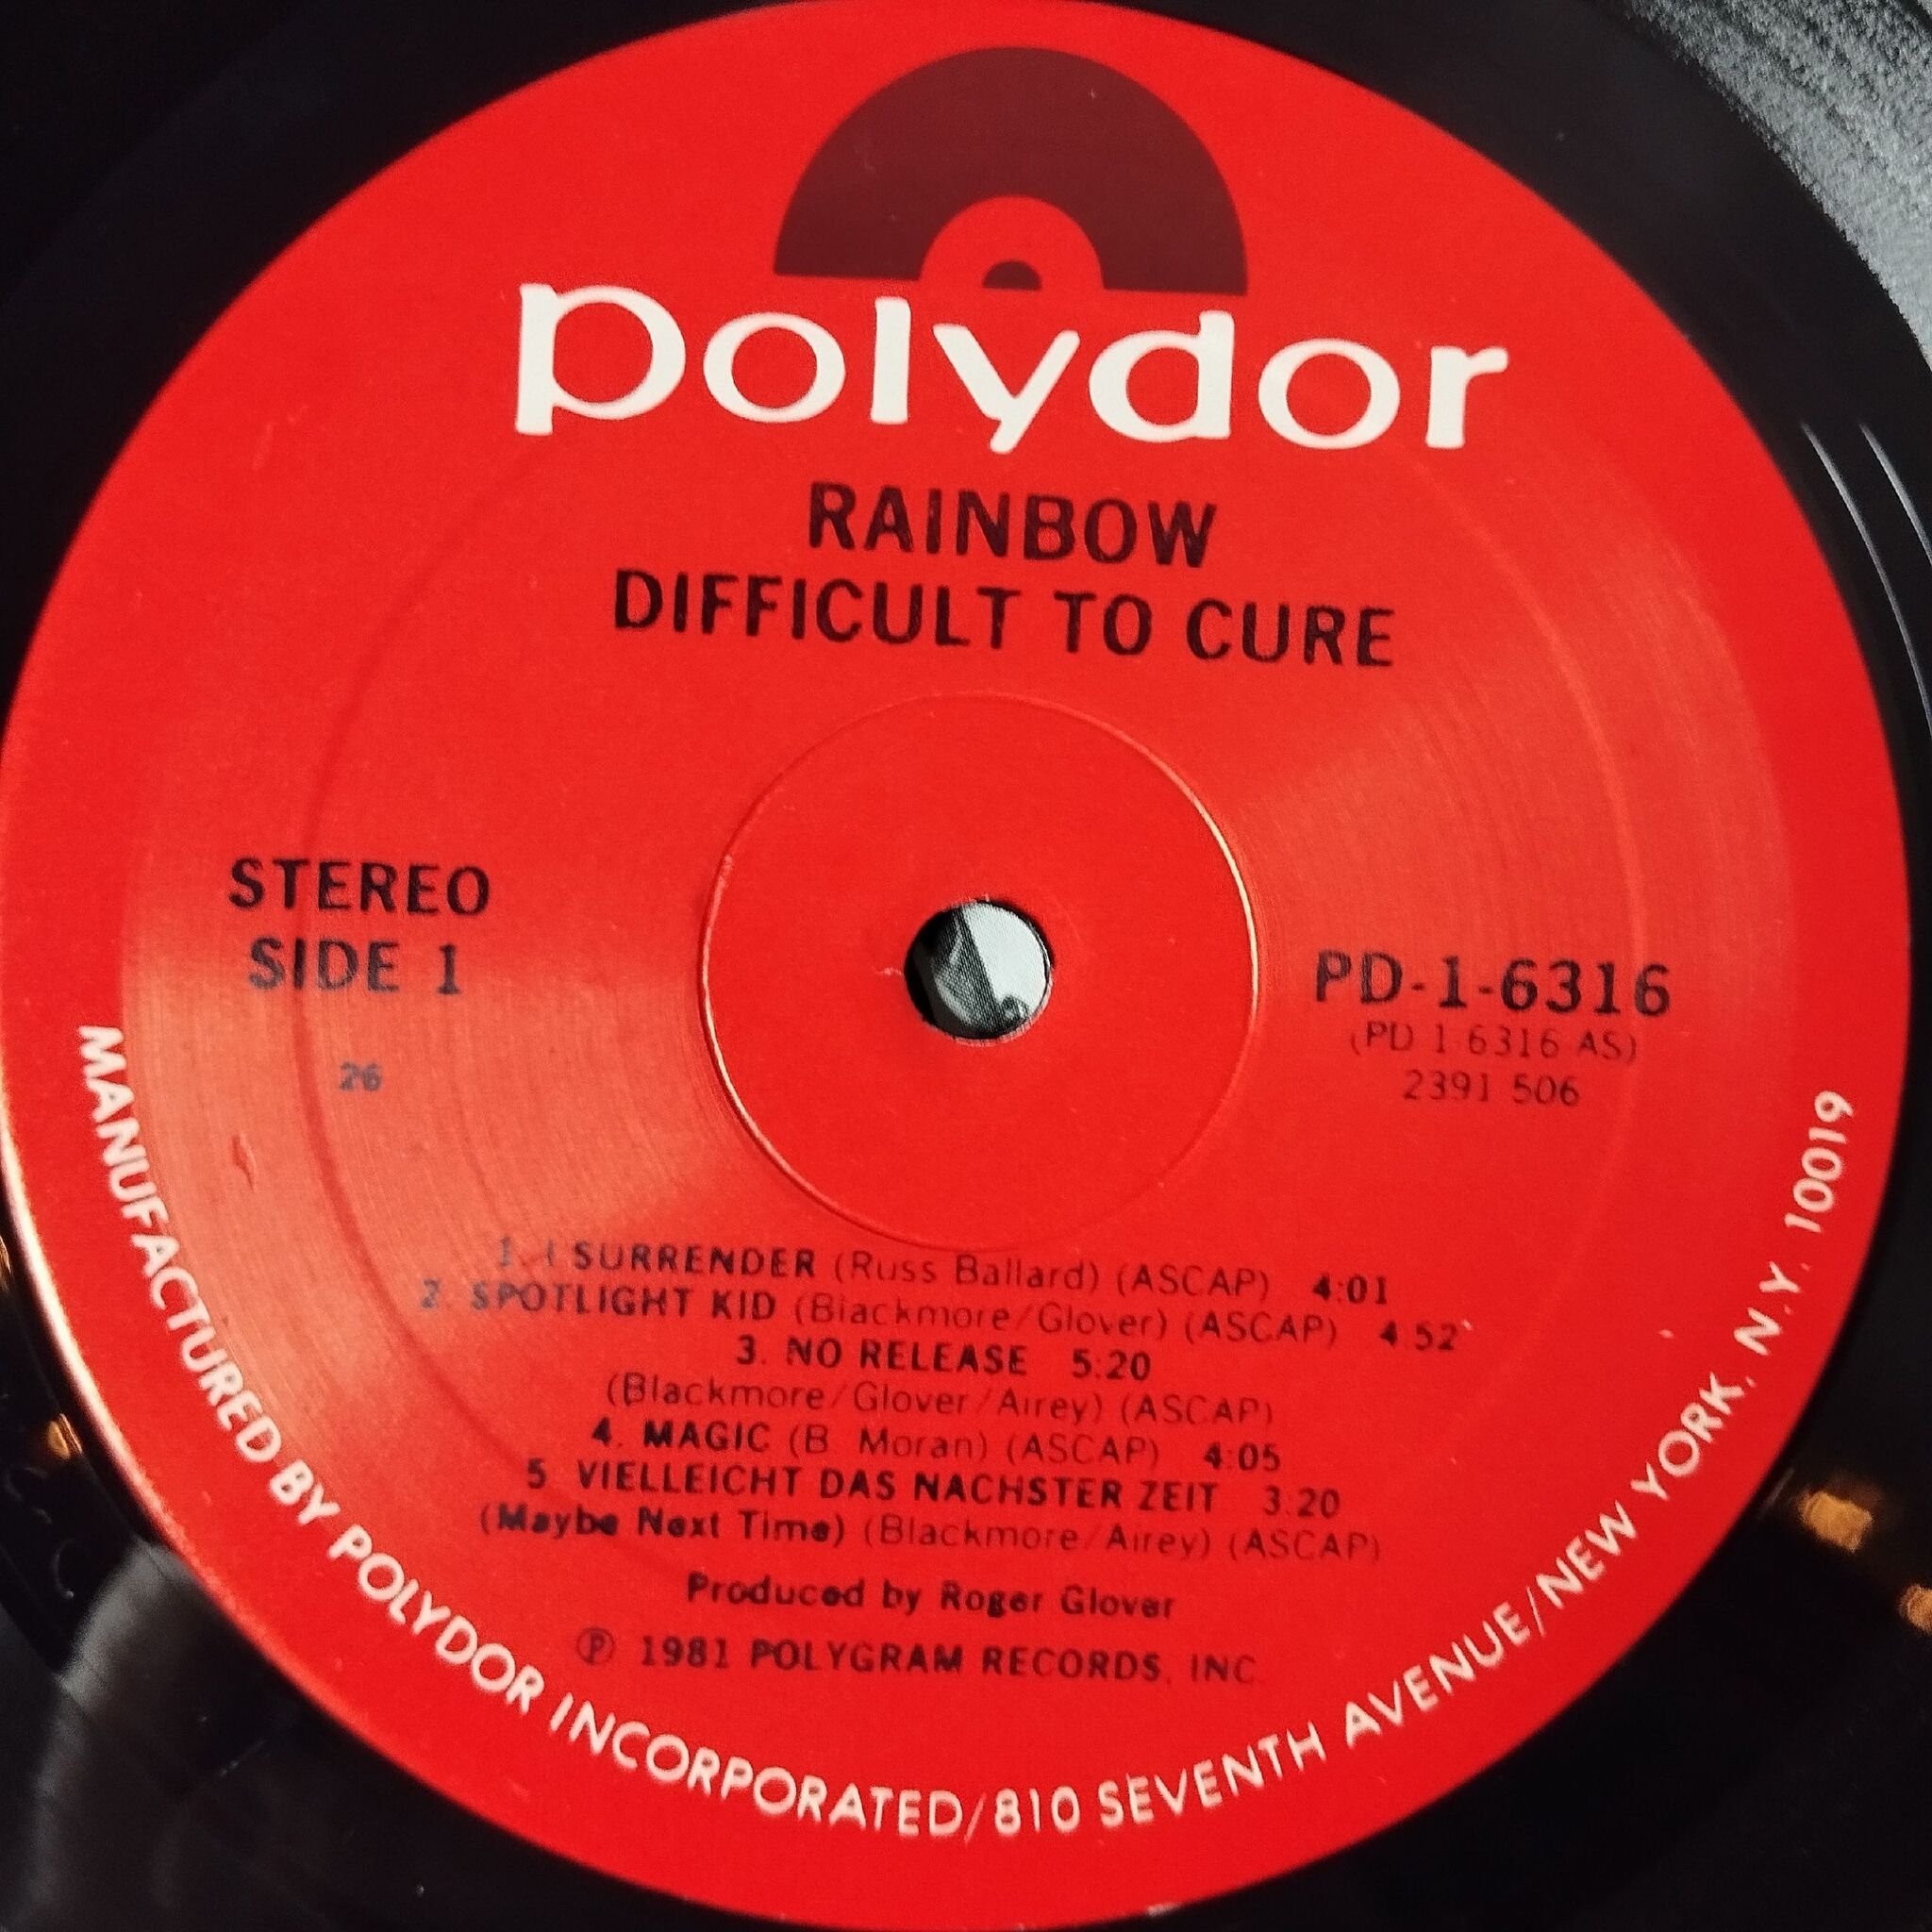 polydor
RAINBOW
DIFFICULT TO CURE
STEREO
SIDE 1
26
PD-1-6316
(PD 1 6316 AS)
2391 506
1. I SURRENDER (Russ Ballard) (ASCAP) 4:01
2. SPOTLIGHT KID (Blackmore/Glover) (ASCAP) 4:52
3. NO RELEASE 5:20
(Blackmore/Glover/Airey) (ASCAP)
4. MAGIC (B. Moran) (ASCAP) 4:05
5. VIELLEICHT DAS NACHSTER ZEIT 3:20
(Maybe Next Time) (Blackmore/Airey) (ASCAP)
Produced by Roger Glover
Ⓟ 1981 POLYGRAM RECORDS, INC.
MANUFACTURED BY POLYDOR INCORPORATED/810 SEVENTH AVENUE/NEW YORK, N.Y. 10019